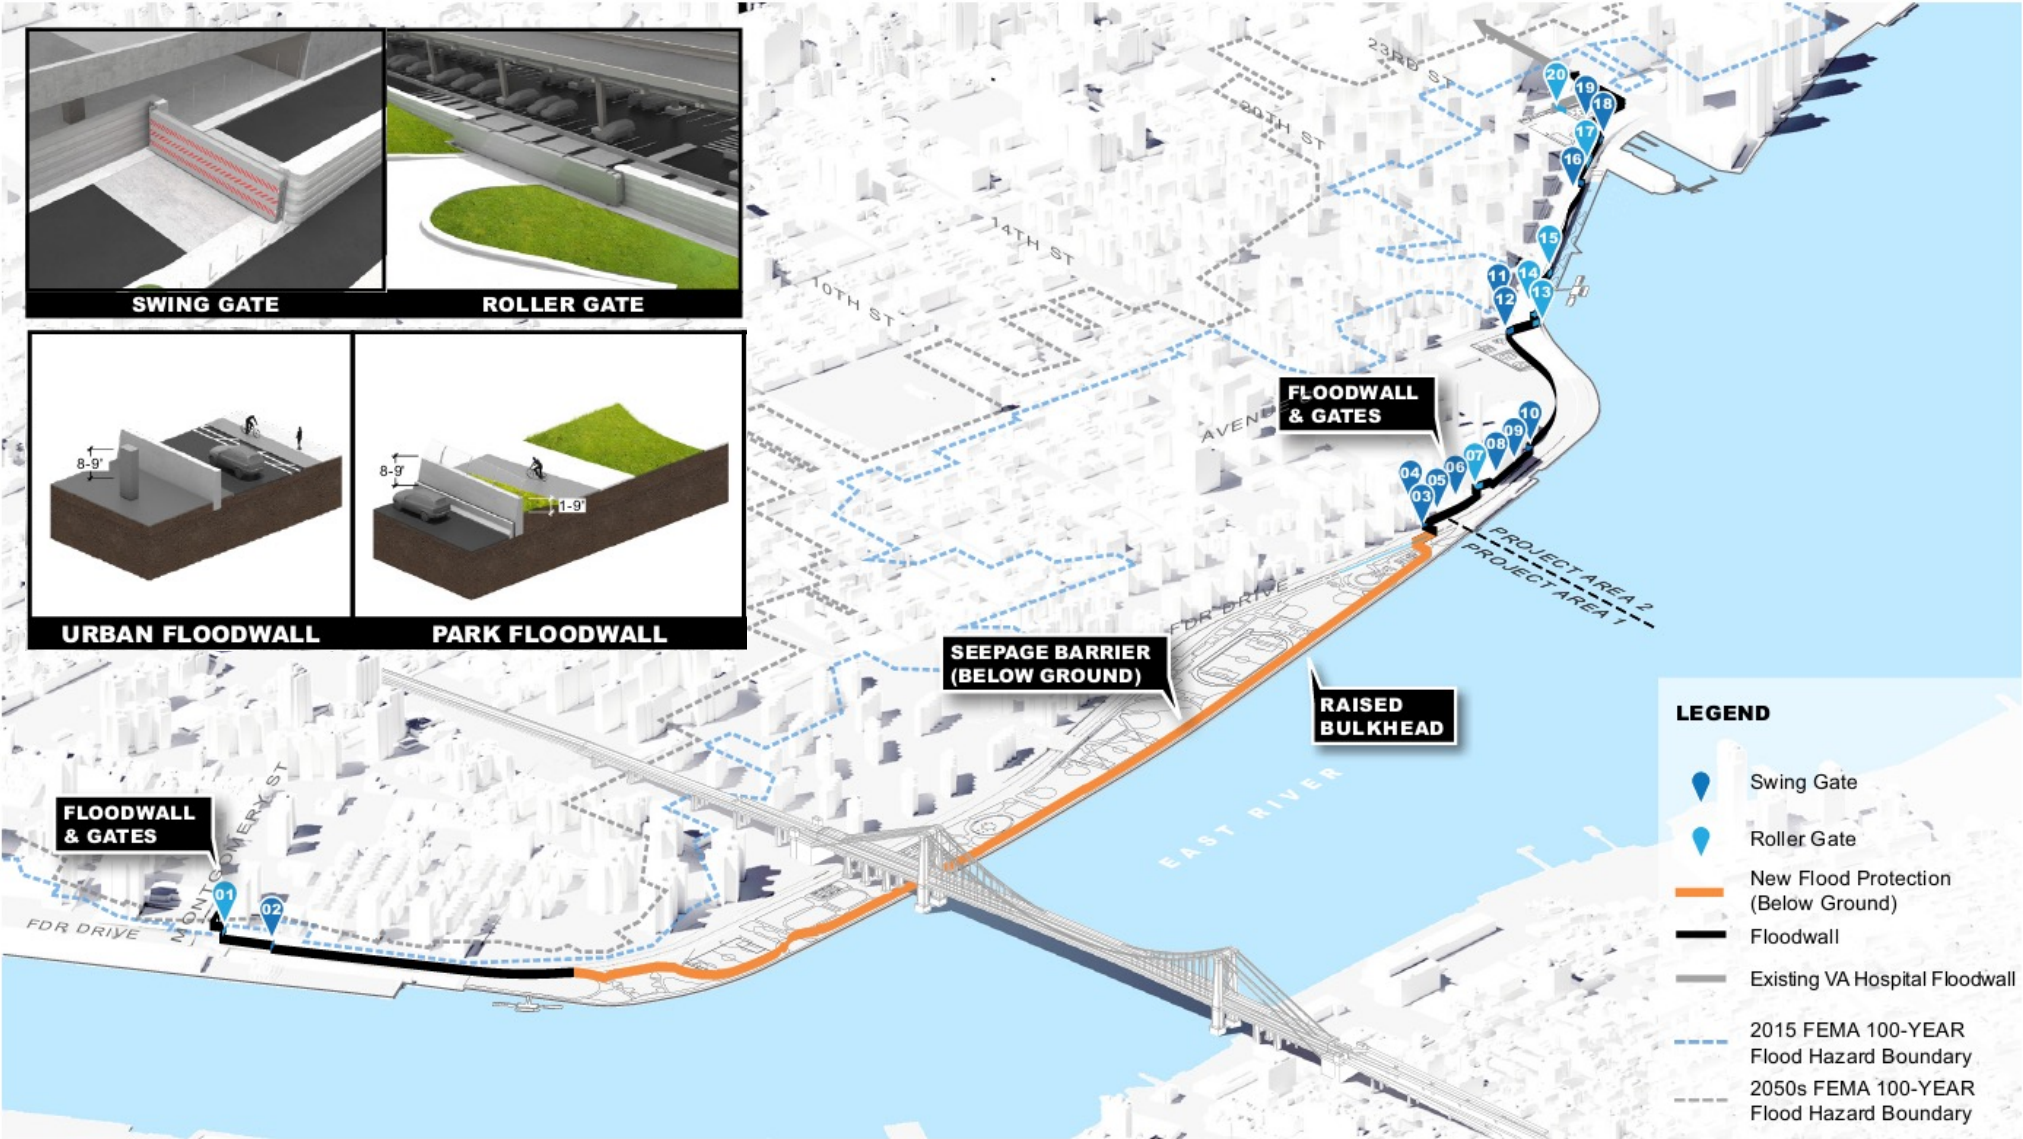 SWING GATE
ROLLER GATE
8-9'
8-9'
1-9"
URBAN FLOODWALL
PARK FLOODWALL
23RD ST
20TH ST
14TH ST
10TH ST
20
19
18
17
16
15
14
13
11
12
FLOODWALL
& GATES
10
09
08
07
06
05
04
03
PROJECT AREA 2
PROJECT AREA 1
FDR DRIVE
SEEPAGE BARRIER
(BELOW GROUND)
RAISED
BULKHEAD
EAST RIVER
FLOODWALL
& GATES
MONTGOMERY ST
01
02
FDR DRIVE
LEGEND
Swing Gate
Roller Gate
New Flood Protection
(Below Ground)
Floodwall
Existing VA Hospital Floodwall
2015 FEMA 100-YEAR
Flood Hazard Boundary
2050s FEMA 100-YEAR
Flood Hazard Boundary